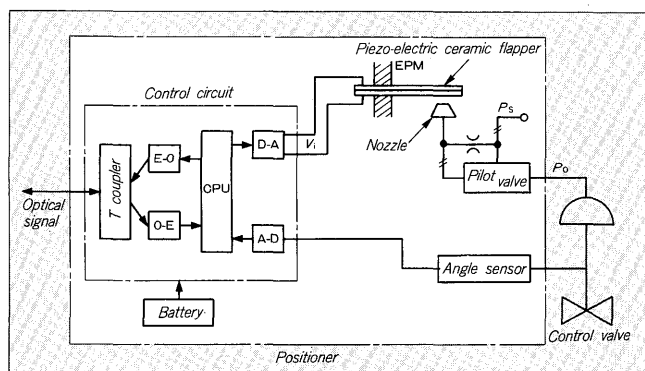 Piezo-electric ceramic flapper
EPM
Control circuit
Ps
Nozzle
D-A
Vi
E-O
T coupler
CPU
Pilot valve
Po
Optical signal
O-E
A-D
Angle sensor
Battery
Control valve
Positioner